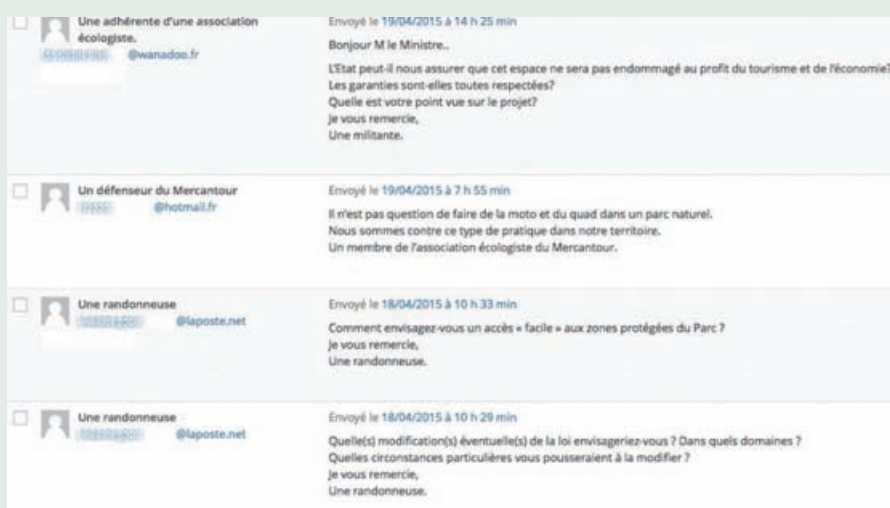 Une adhérente d'une association
écologiste.
@wanadoo.fr
Envoyé le 19/04/2015 à 14 h 25 min
Bonjour M le Ministre..
L'Etat peut-il nous assurer que cet espace ne sera pas endommagé au profit du tourisme et de l'économie?
Les garanties sont-elles toutes respectées?
Quelle est votre point vue sur le projet?
Je vous remercie,
Une militante.
Un défenseur du Mercantour
@hotmail.fr
Envoyé le 19/04/2015 à 7 h 55 min
Il n'est pas question de faire de la moto et du quad dans un parc naturel.
Nous sommes contre ce type de pratique dans notre territoire.
Un membre de l'association écologiste du Mercantour.
Une randonneuse
@laposte.net
Envoyé le 18/04/2015 à 10 h 33 min
Comment envisagez-vous un accès « facile » aux zones protégées du Parc ?
Je vous remercie,
Une randonneuse.
Une randonneuse
@laposte.net
Envoyé le 18/04/2015 à 10 h 29 min
Quelle(s) modification(s) éventuelle(s) de la loi envisageriez-vous ? Dans quels domaines ?
Quelles circonstances particulières vous pousseraient à la modifier ?
Je vous remercie,
Une randonneuse.